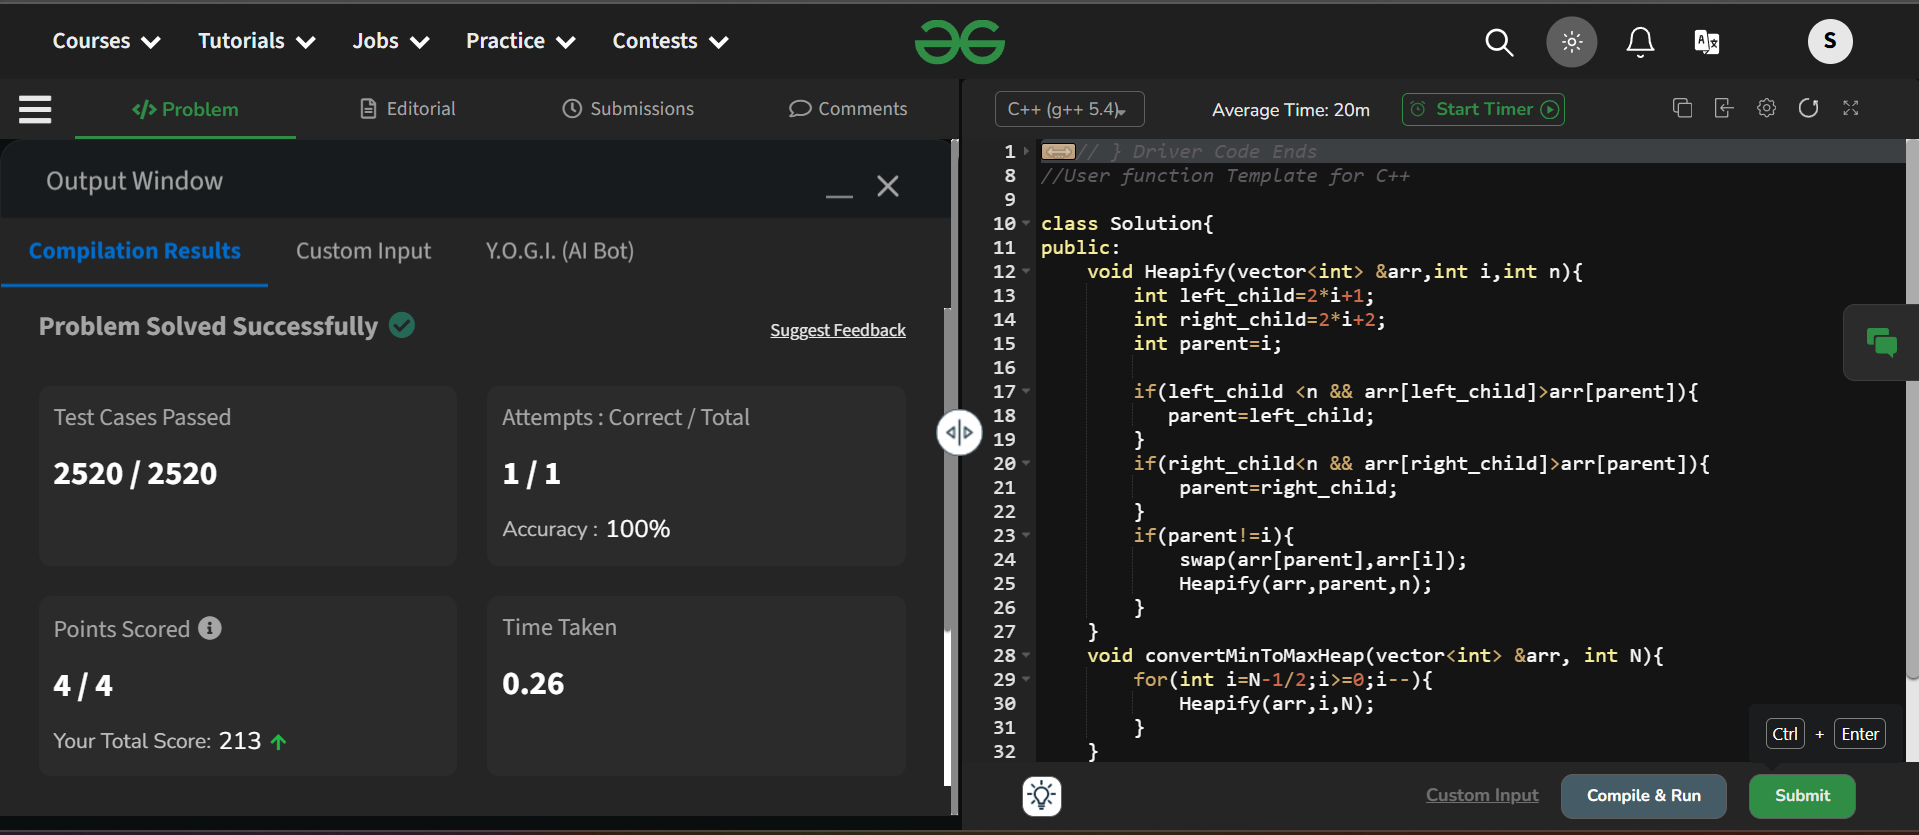 Courses Tutorials Jobs Practice Contests S
Problem Editorial Submissions Comments
Output Window
Compilation Results Custom Input Y.O.G.I. (AI Bot)
Problem Solved Successfully
Suggest Feedback
Test Cases Passed
2520 / 2520
Attempts : Correct / Total
1 / 1
Accuracy : 100%
Points Scored
4 / 4
Your Total Score: 213
Time Taken
0.26
C++ (g++ 5.4) Average Time: 20m Start Timer
1 // } Driver Code Ends
8 //User function Template for C++
9
10 class Solution{
11 public:
12 void Heapify(vector<int> &arr,int i,int n){
13 int left_child=2*i+1;
14 int right_child=2*i+2;
15 int parent=i;
16
17 if(left_child <n && arr[left_child]>arr[parent]){
18 parent=left_child;
19 }
20 if(right_child<n && arr[right_child]>arr[parent]){
21 parent=right_child;
22 }
23 if(parent!=i){
24 swap(arr[parent],arr[i]);
25 Heapify(arr,parent,n);
26 }
27 }
28 void convertMinToMaxHeap(vector<int> &arr, int N){
29 for(int i=N-1/2;i>=0;i--){
30 Heapify(arr,i,N);
31 }
32 }
Ctrl + Enter
Custom Input Compile & Run Submit